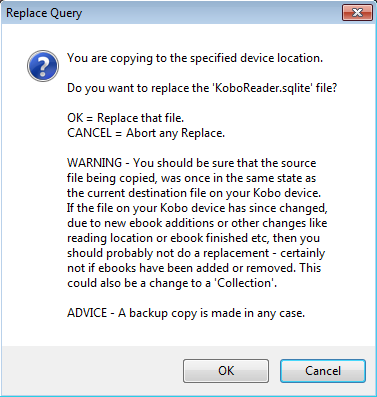 Replace Query
You are copying to the specified device location.
Do you want to replace the 'KoboReader.sqlite' file?
OK = Replace that file.
CANCEL = Abort any Replace.
WARNING - You should be sure that the source
file being copied, was once in the same state as
the current destination file on your Kobo device.
If the file on your Kobo device has since changed,
due to new ebook additions or other changes like
reading location or ebook finished etc, then you
should probably not do a replacement - certainly
not if ebooks have been added or removed. This
could also be a change to a 'Collection'.
ADVICE - A backup copy is made in any case.
OK Cancel